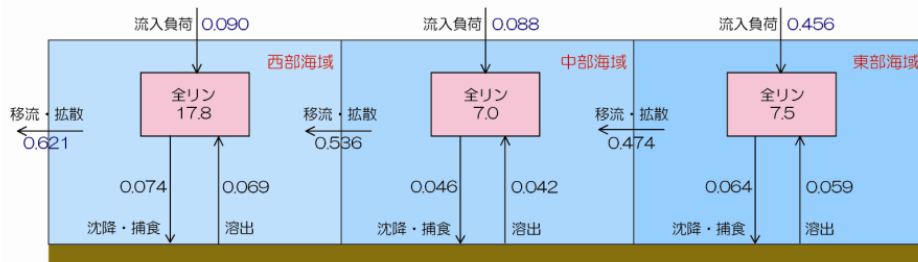 流入負荷 0.090
流入負荷 0.088
流入負荷 0.456
西部海域
中部海域
東部海域
全リン
17.8
全リン
7.0
全リン
7.5
移流・拡散
0.621
移流・拡散
0.536
移流・拡散
0.474
0.074
0.069
0.046
0.042
0.064
0.059
沈降・捕食
溶出
沈降・捕食
溶出
沈降・捕食
溶出